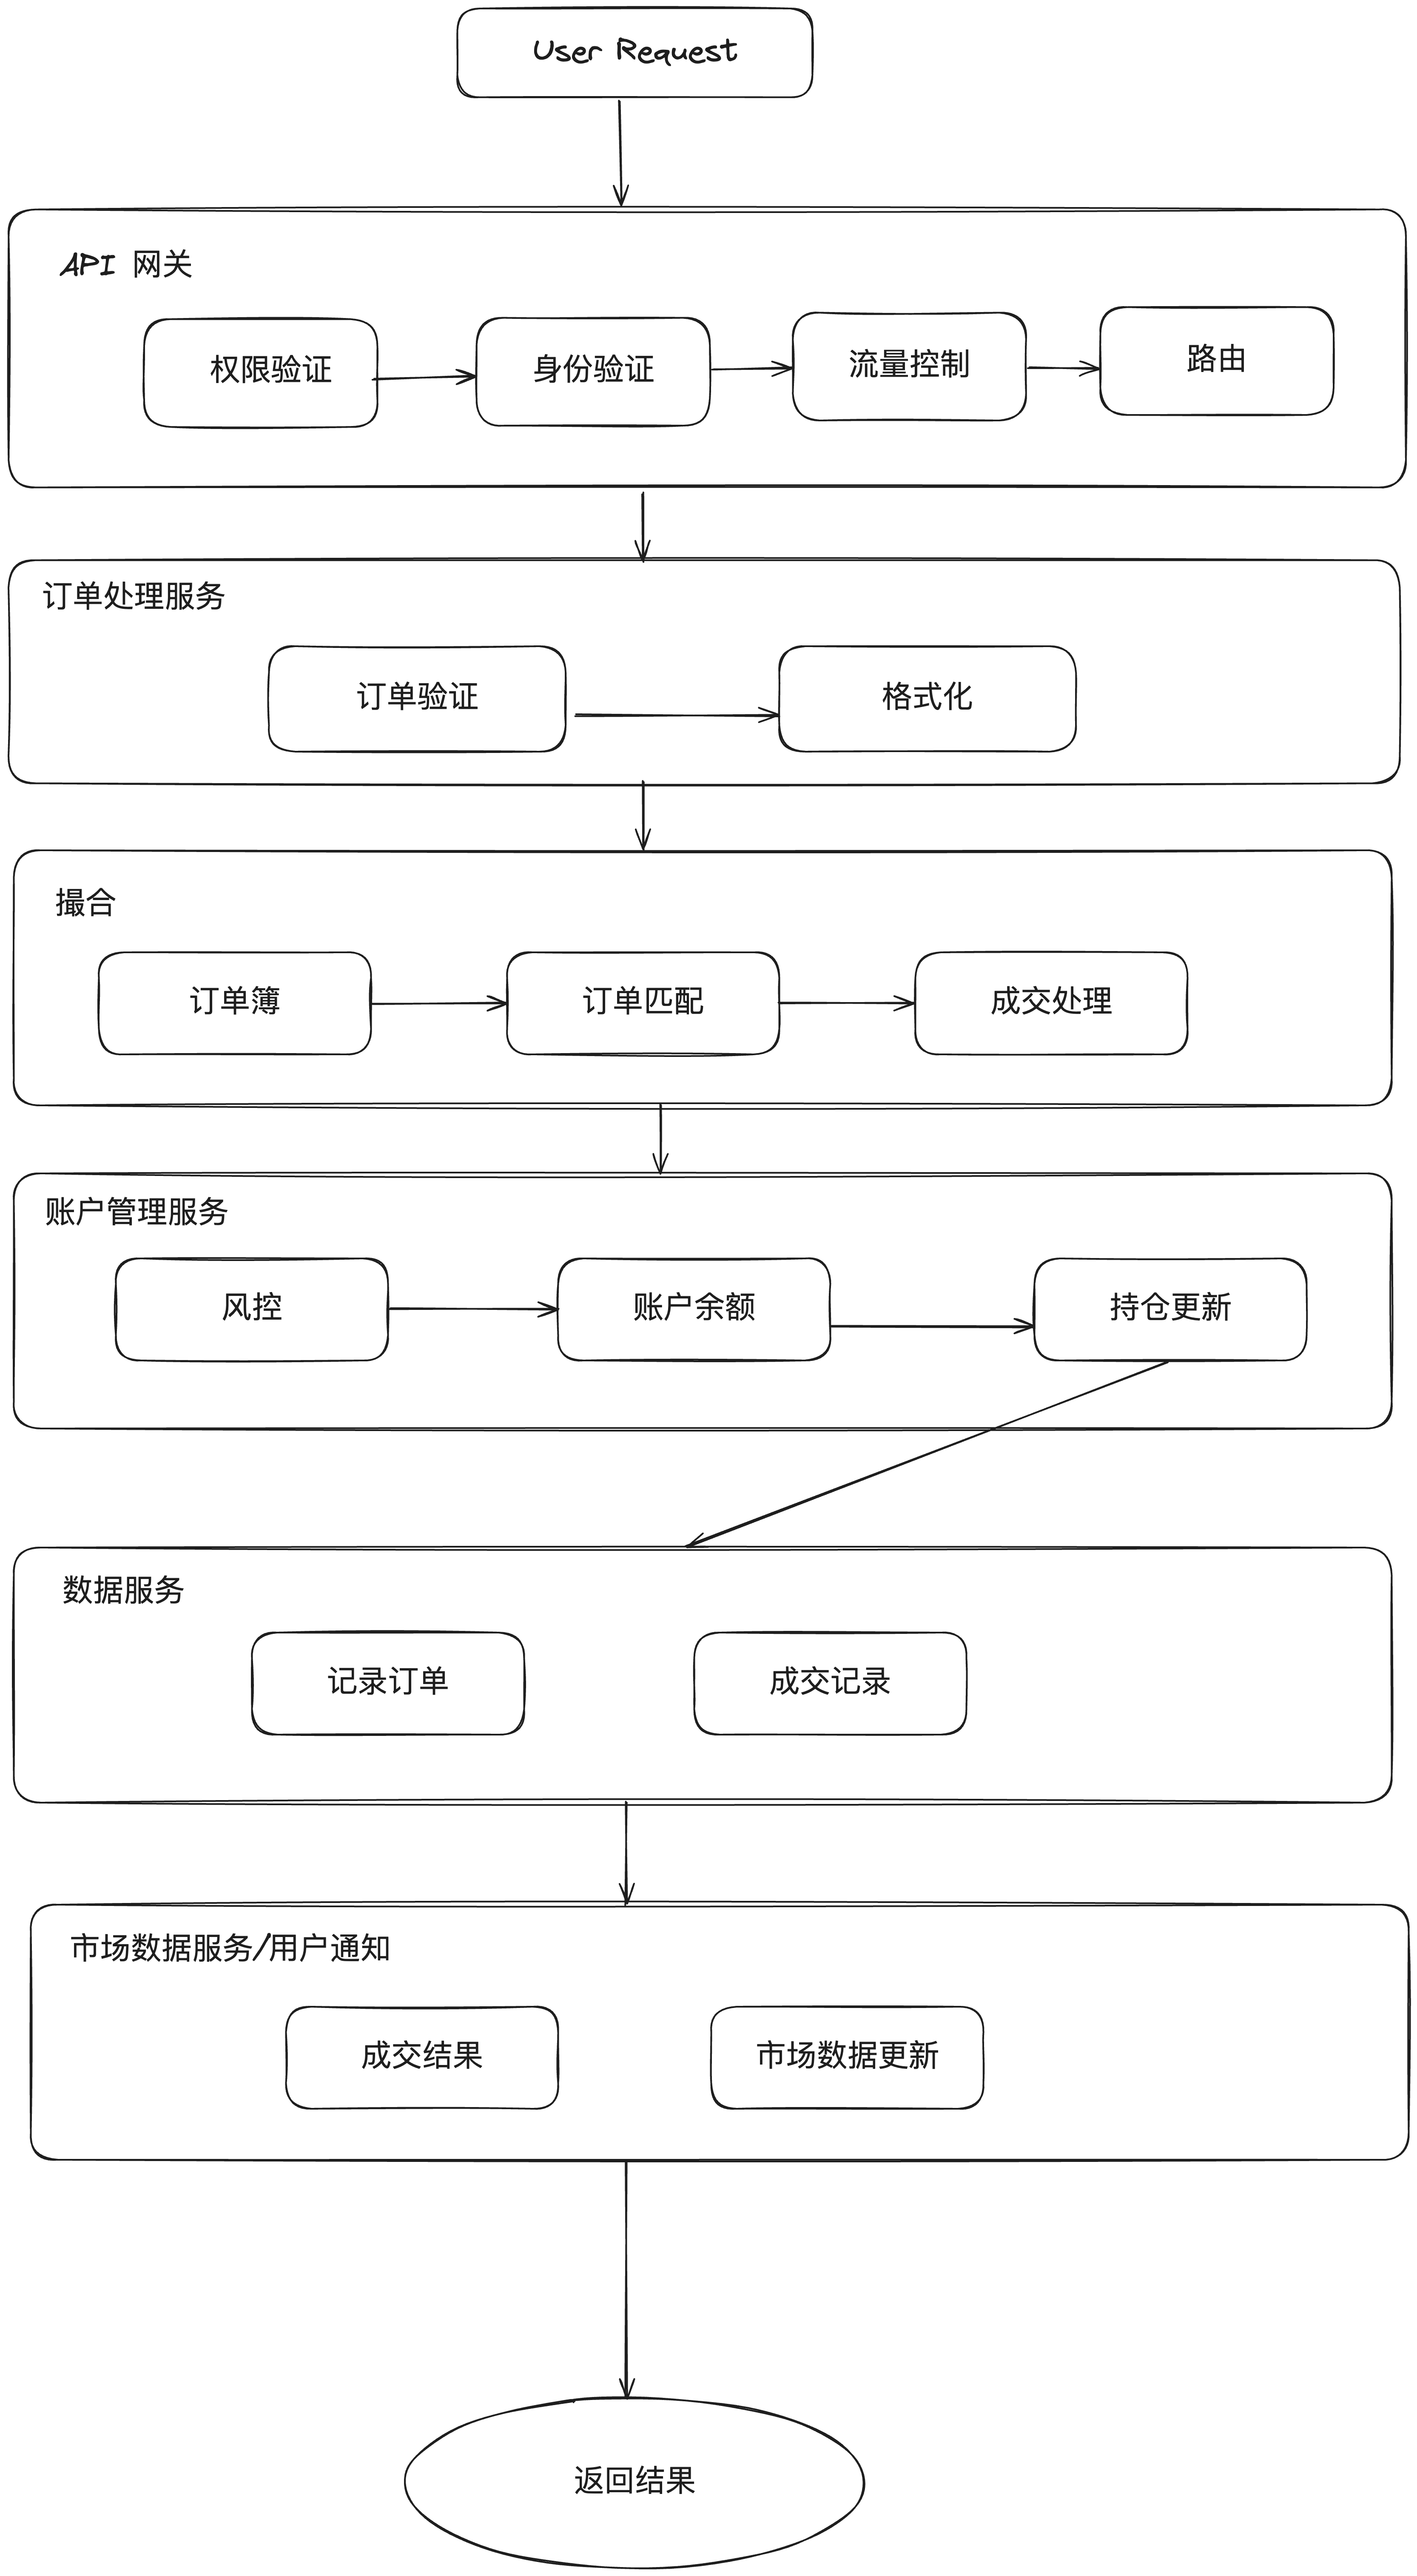 User Request
API 网关
权限验证
身份验证
流量控制
路由
订单处理服务
订单验证
格式化
撮合
订单簿
订单匹配
成交处理
账户管理服务
风控
账户余额
持仓更新
数据服务
记录订单
成交记录
市场数据服务/用户通知
成交结果
市场数据更新
返回结果